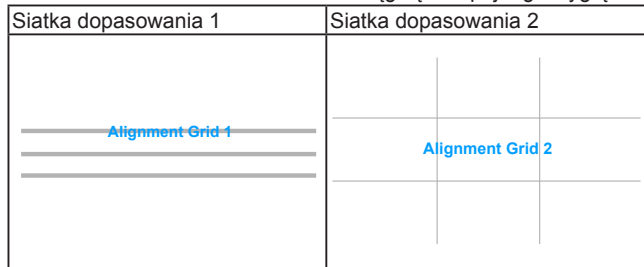 Siatka dopasowania 1
Siatka dopasowania 2
Alignment Grid 1
Alignment Grid 2